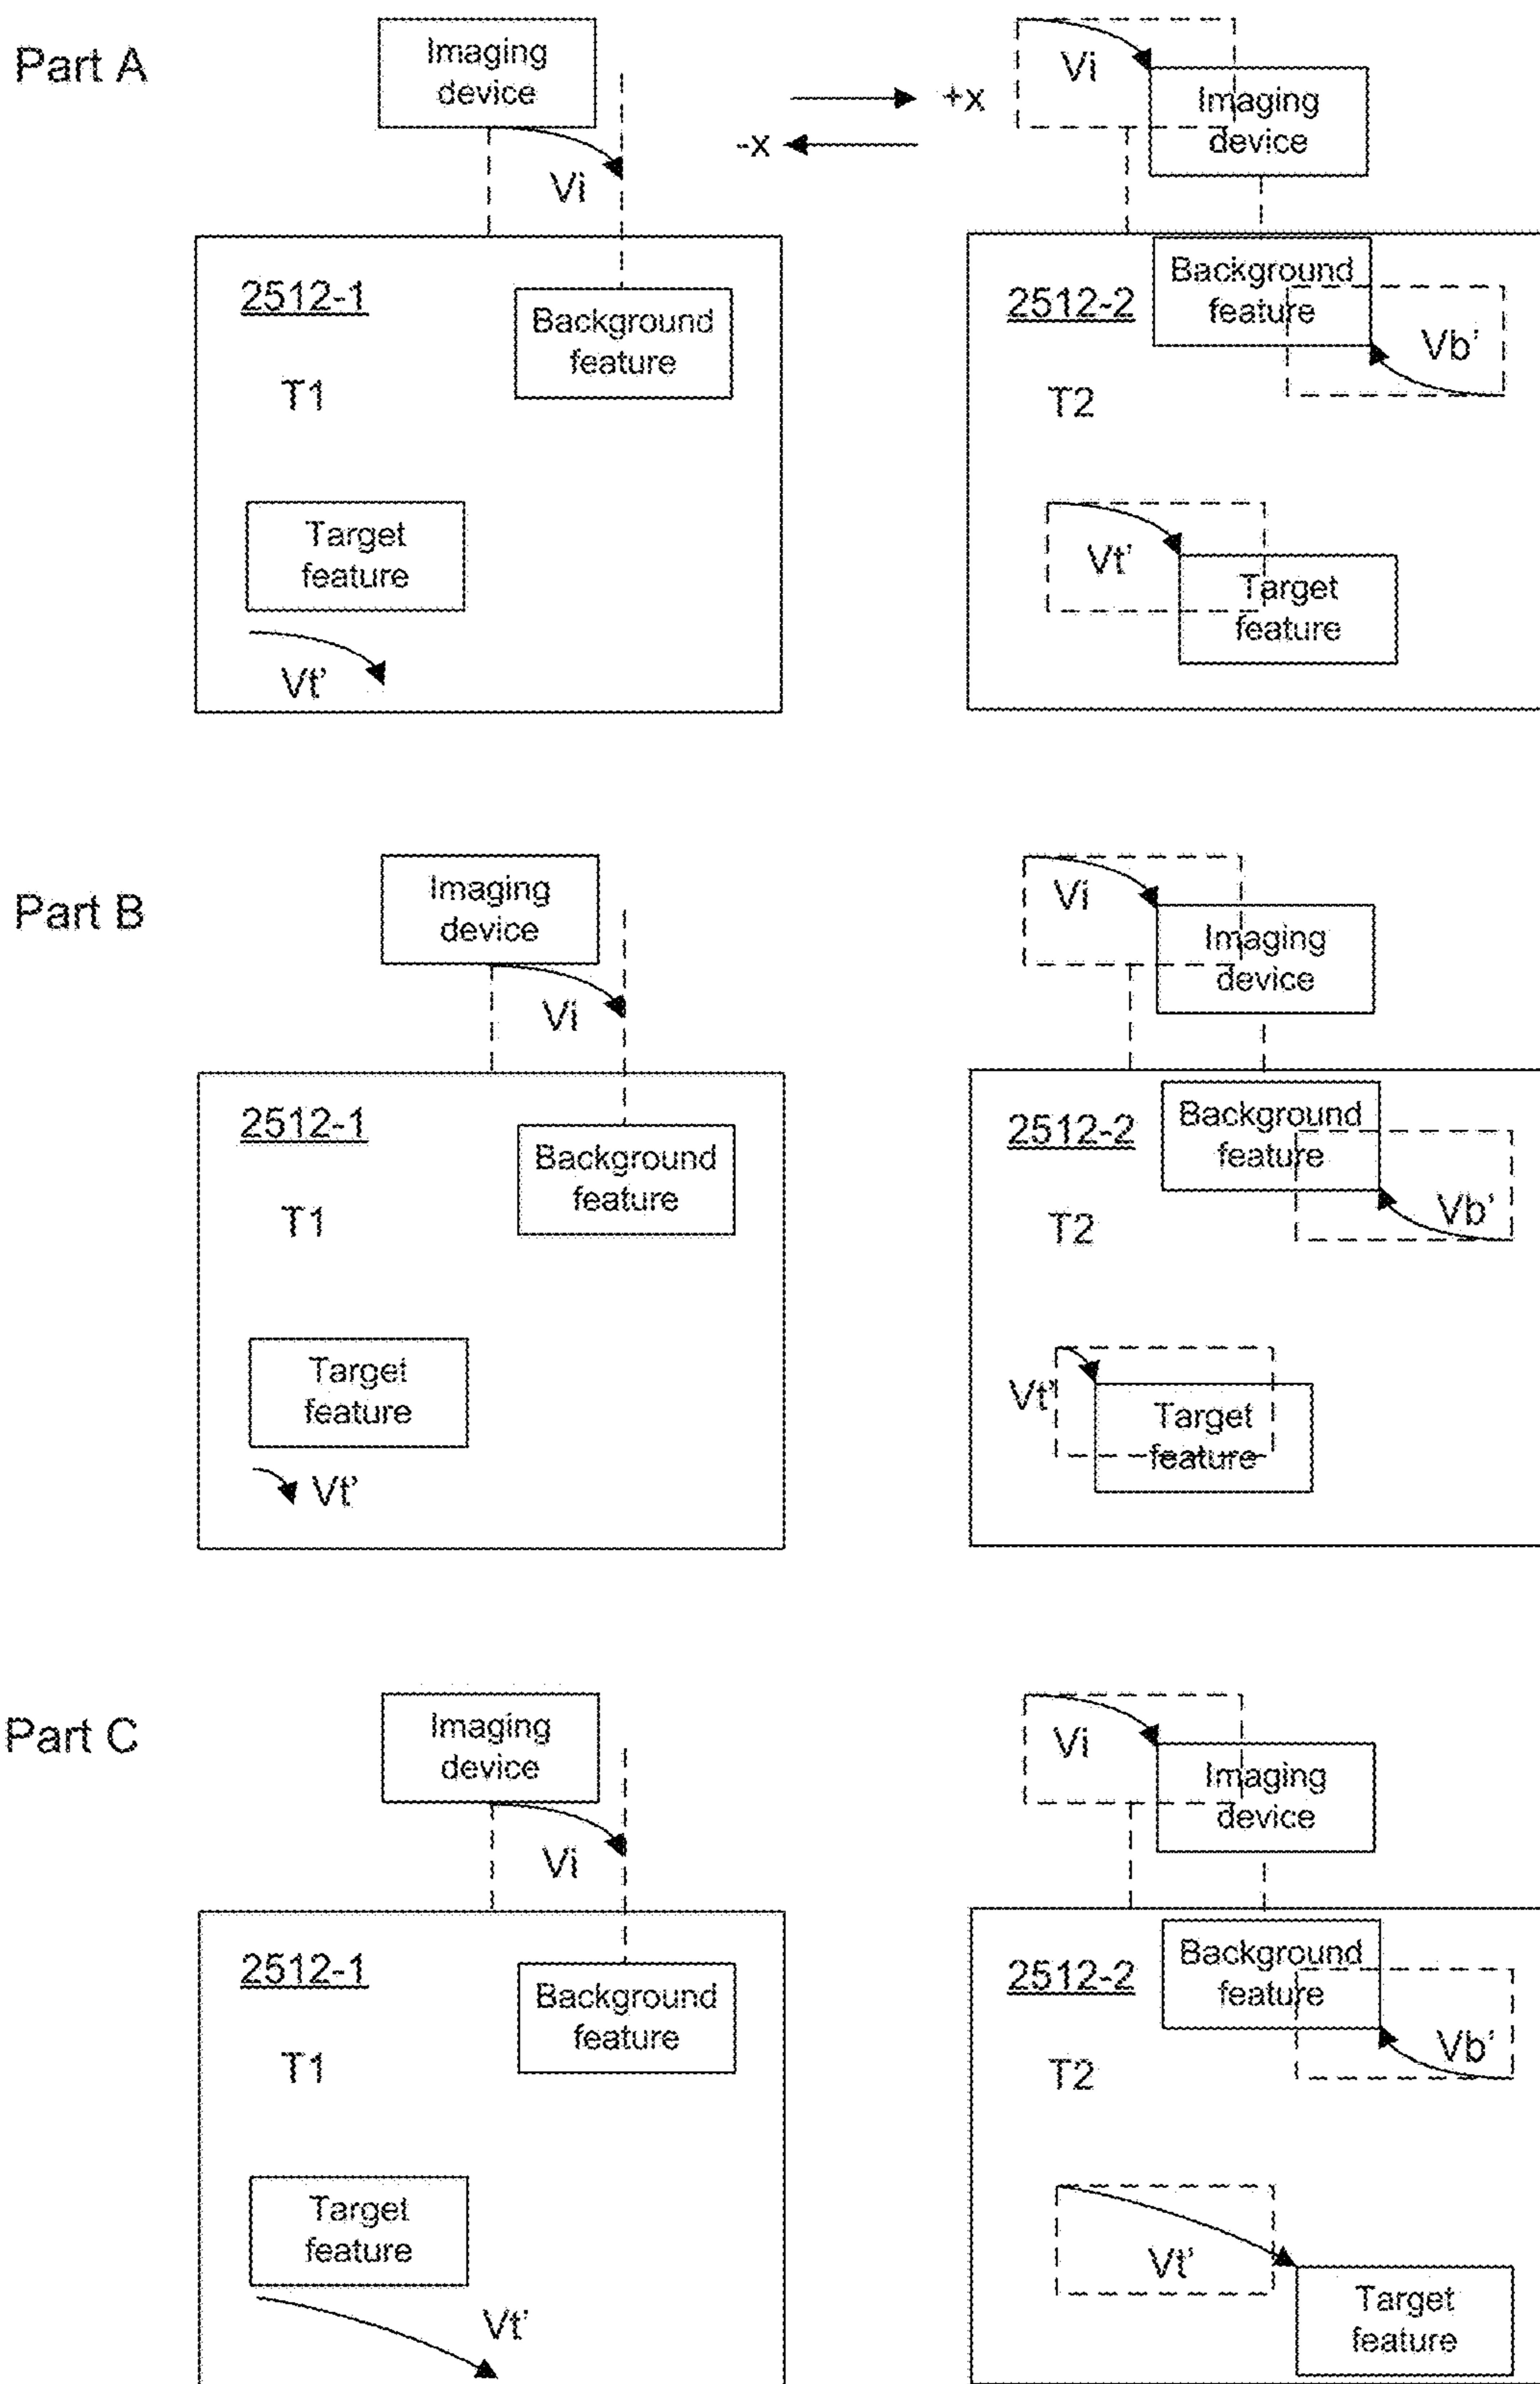 Part A
Imaging
device
Vi
+x
-x
Vi
Imaging
device
2512-1
T1
Background
feature
Target
feature
Vt'
2512-2
T2
Background
feature
Vb'
Vt'
Target
feature
Part B
Imaging
device
Vi
Vi
Imaging
device
2512-1
T1
Background
feature
Target
feature
Vt'
2512-2
T2
Background
feature
Vb'
Vt'
Target
feature
Part C
Imaging
device
Vi
Vi
Imaging
device
2512-1
T1
Background
feature
Target
feature
Vt'
2512-2
T2
Background
feature
Vb'
Vt'
Target
feature